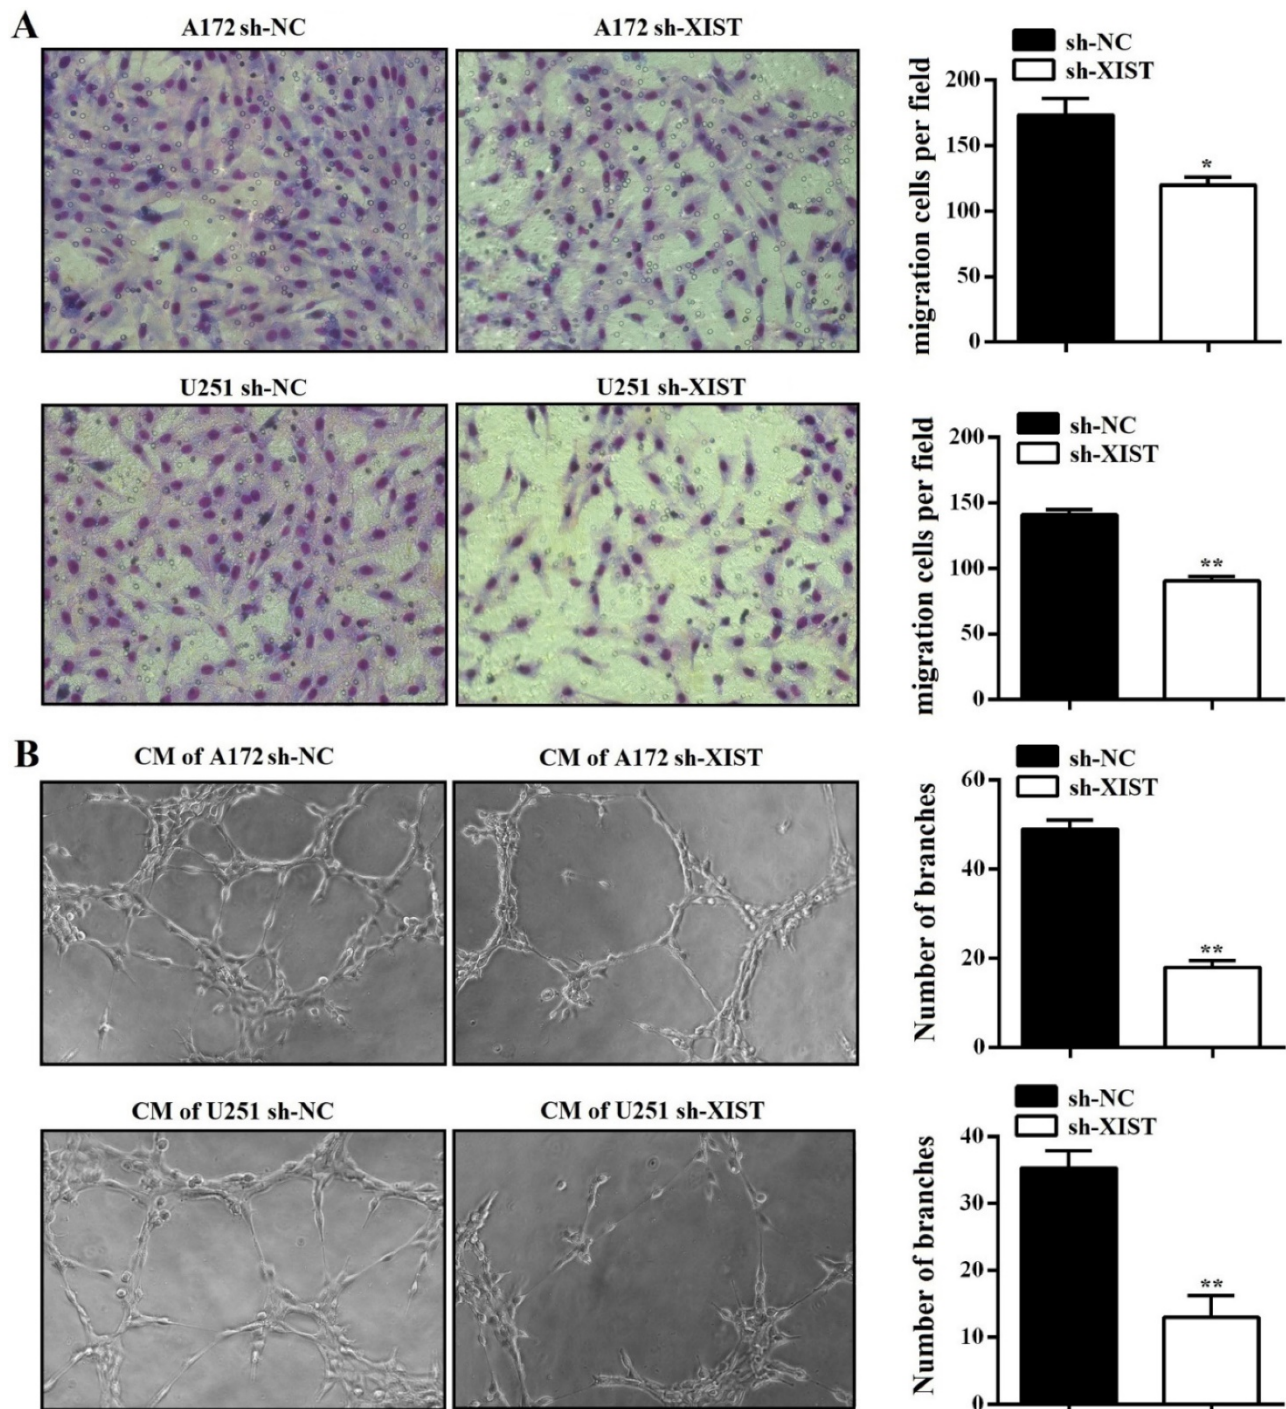 A
A172 sh-NC
A172 sh-XIST
sh-NC
sh-XIST
migration cells per field
200
150
100
50
0
*
U251 sh-NC
U251 sh-XIST
sh-NC
sh-XIST
migration cells per field
200
150
100
50
0
**
B
CM of A172 sh-NC
CM of A172 sh-XIST
sh-NC
sh-XIST
Number of branches
60
40
20
0
**
CM of U251 sh-NC
CM of U251 sh-XIST
sh-NC
sh-XIST
Number of branches
40
30
20
10
0
**